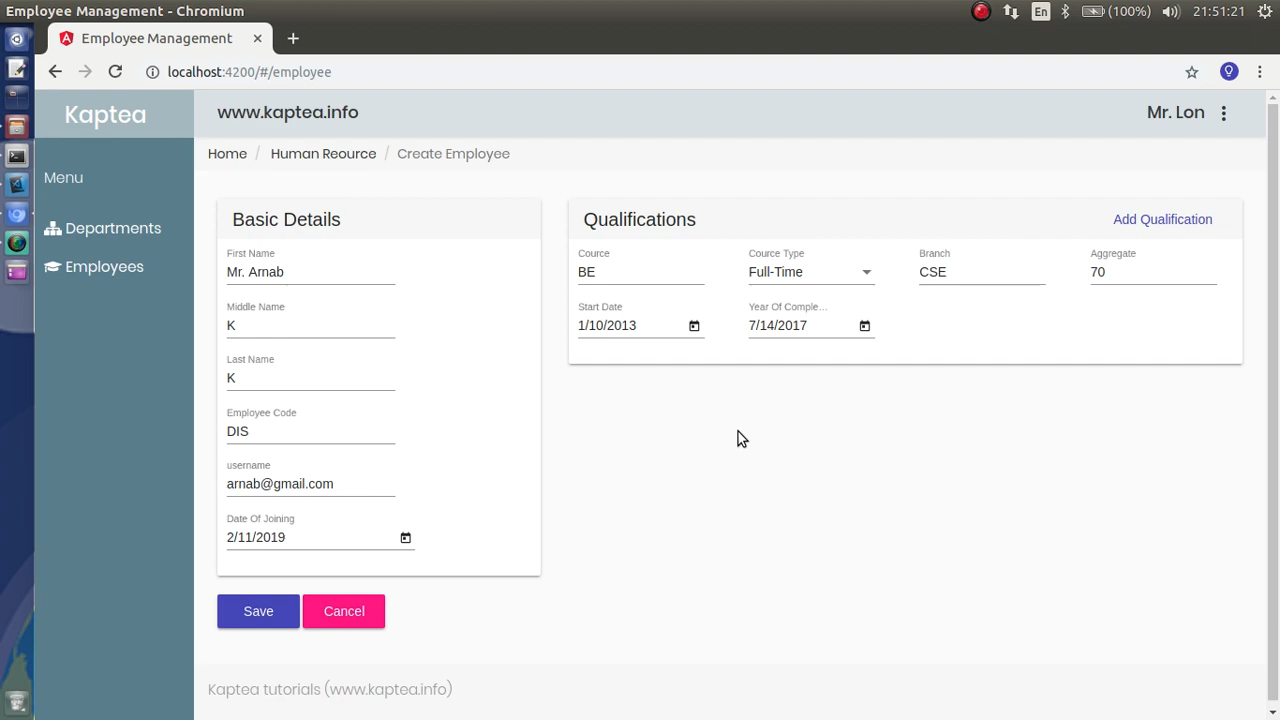 Employee Management - Chromium
En
(100%)
21:51:21
Employee Management
localhost:4200/#/employee
Kaptea
www.kaptea.info
Mr. Lon
Home / Human Reource / Create Employee
Menu
Departments
Employees
Basic Details
First Name
Mr. Arnab
Middle Name
K
Last Name
K
Employee Code
DIS
username
arnab@gmail.com
Date Of Joining
2/11/2019
Qualifications
Add Qualification
Cource
BE
Cource Type
Full-Time
Branch
CSE
Aggregate
70
Start Date
1/10/2013
Year Of Comple...
7/14/2017
Save
Cancel
Kaptea tutorials (www.kaptea.info)